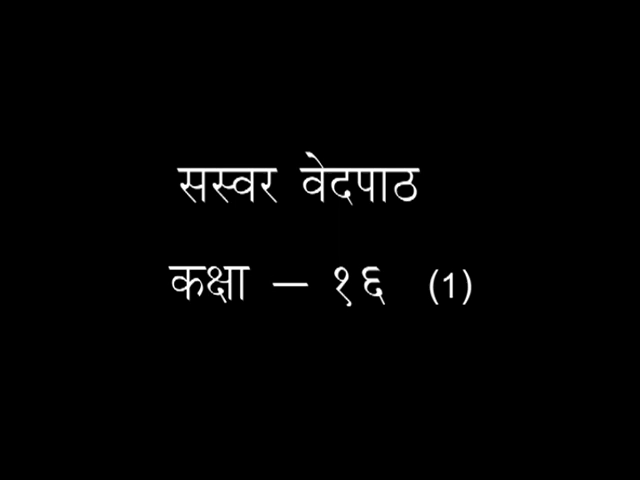 सस्वर वेदपाठ
कक्षा – १६ (1)